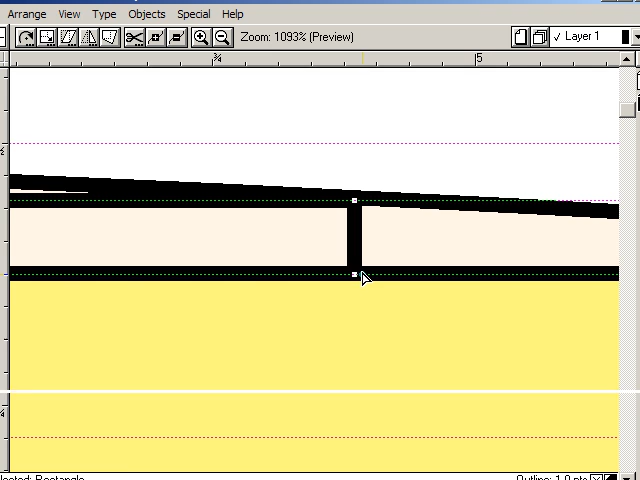 Arrange View Type Objects Special Help
Zoom: 1093% (Preview)
✓ Layer 1
¾ 5
lected: Rectangle Outline: 1.0 pts